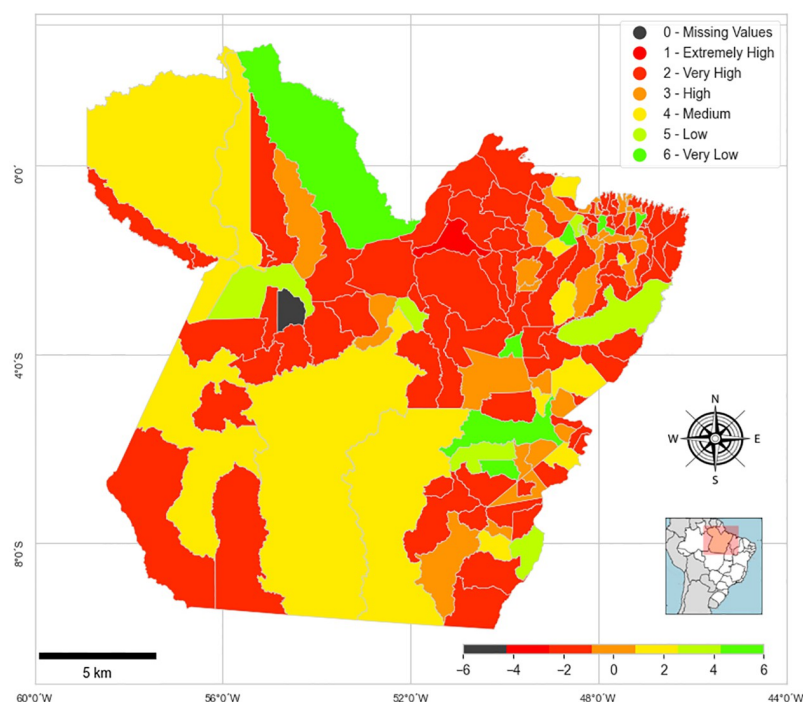 0 - Missing Values
1 - Extremely High
2 - Very High
3 - High
4 - Medium
5 - Low
6 - Very Low
0°0'
4°0'S
8°0'S
N
W E
S
5 km
−6 −4 −2 0 2 4 6
60°0'W 56°0'W 52°0'W 48°0'W 44°0'W